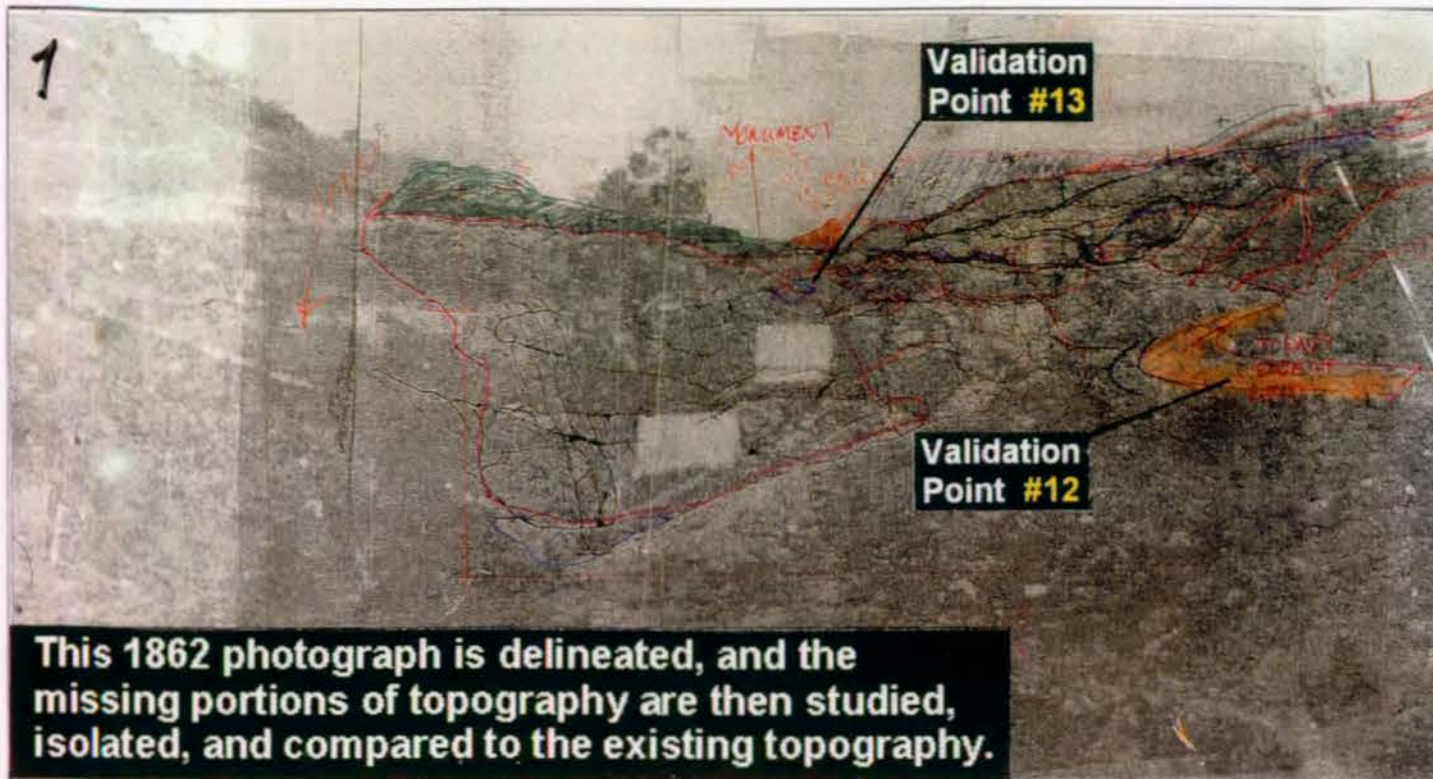 1
Validation
Point #13
MONUMENT
Validation
Point #12
This 1862 photograph is delineated, and the
missing portions of topography are then studied,
isolated, and compared to the existing topography.